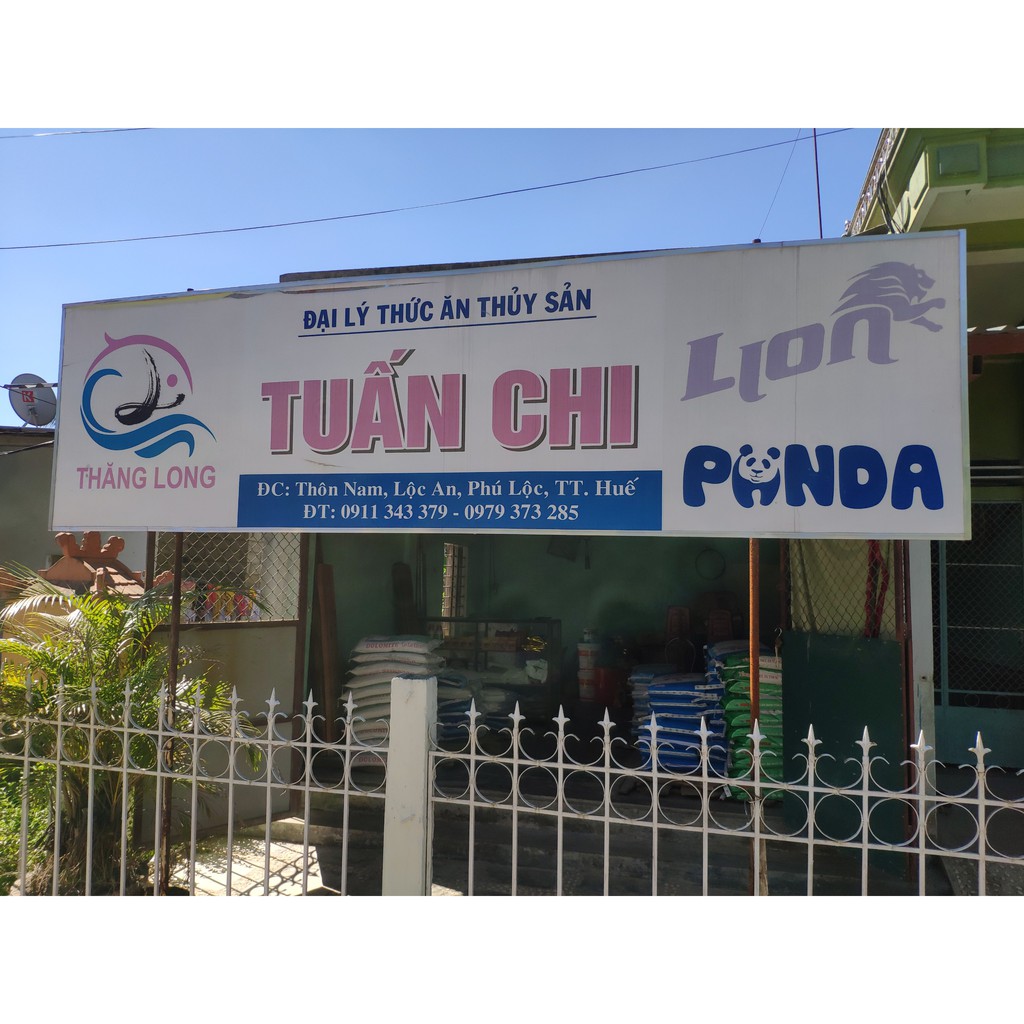 ĐẠI LÝ THỨC ĂN THỦY SẢN
TUẤN CHI
THĂNG LONG
LION
PANDA
ĐC: Thôn Nam, Lộc An, Phú Lộc, TT. Huế
ĐT: 0911 343 379 - 0979 373 285